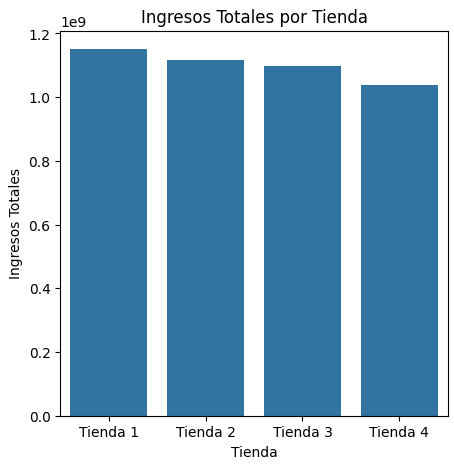 Ingresos Totales por Tienda
1e9
1.2
1.0
0.8
0.6
0.4
0.2
0.0
Ingresos Totales
Tienda 1 Tienda 2 Tienda 3 Tienda 4
Tienda